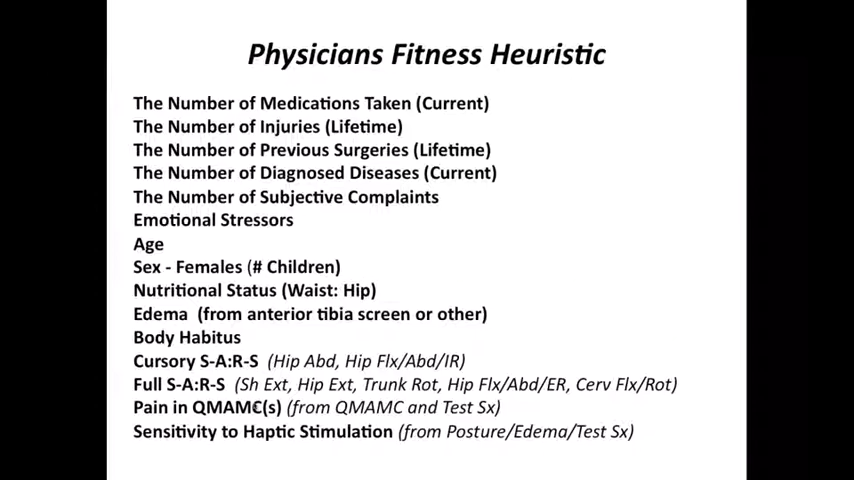 Physicians Fitness Heuristic
The Number of Medications Taken (Current)
The Number of Injuries (Lifetime)
The Number of Previous Surgeries (Lifetime)
The Number of Diagnosed Diseases (Current)
The Number of Subjective Complaints
Emotional Stressors
Age
Sex - Females (# Children)
Nutritional Status (Waist: Hip)
Edema (from anterior tibia screen or other)
Body Habitus
Cursory S-A:R-S (Hip Abd, Hip Flx/Abd/IR)
Full S-A:R-S (Sh Ext, Hip Ext, Trunk Rot, Hip Flx/Abd/ER, Cerv Flx/Rot)
Pain in QMAM€(s) (from QMAMC and Test Sx)
Sensitivity to Haptic Stimulation (from Posture/Edema/Test Sx)